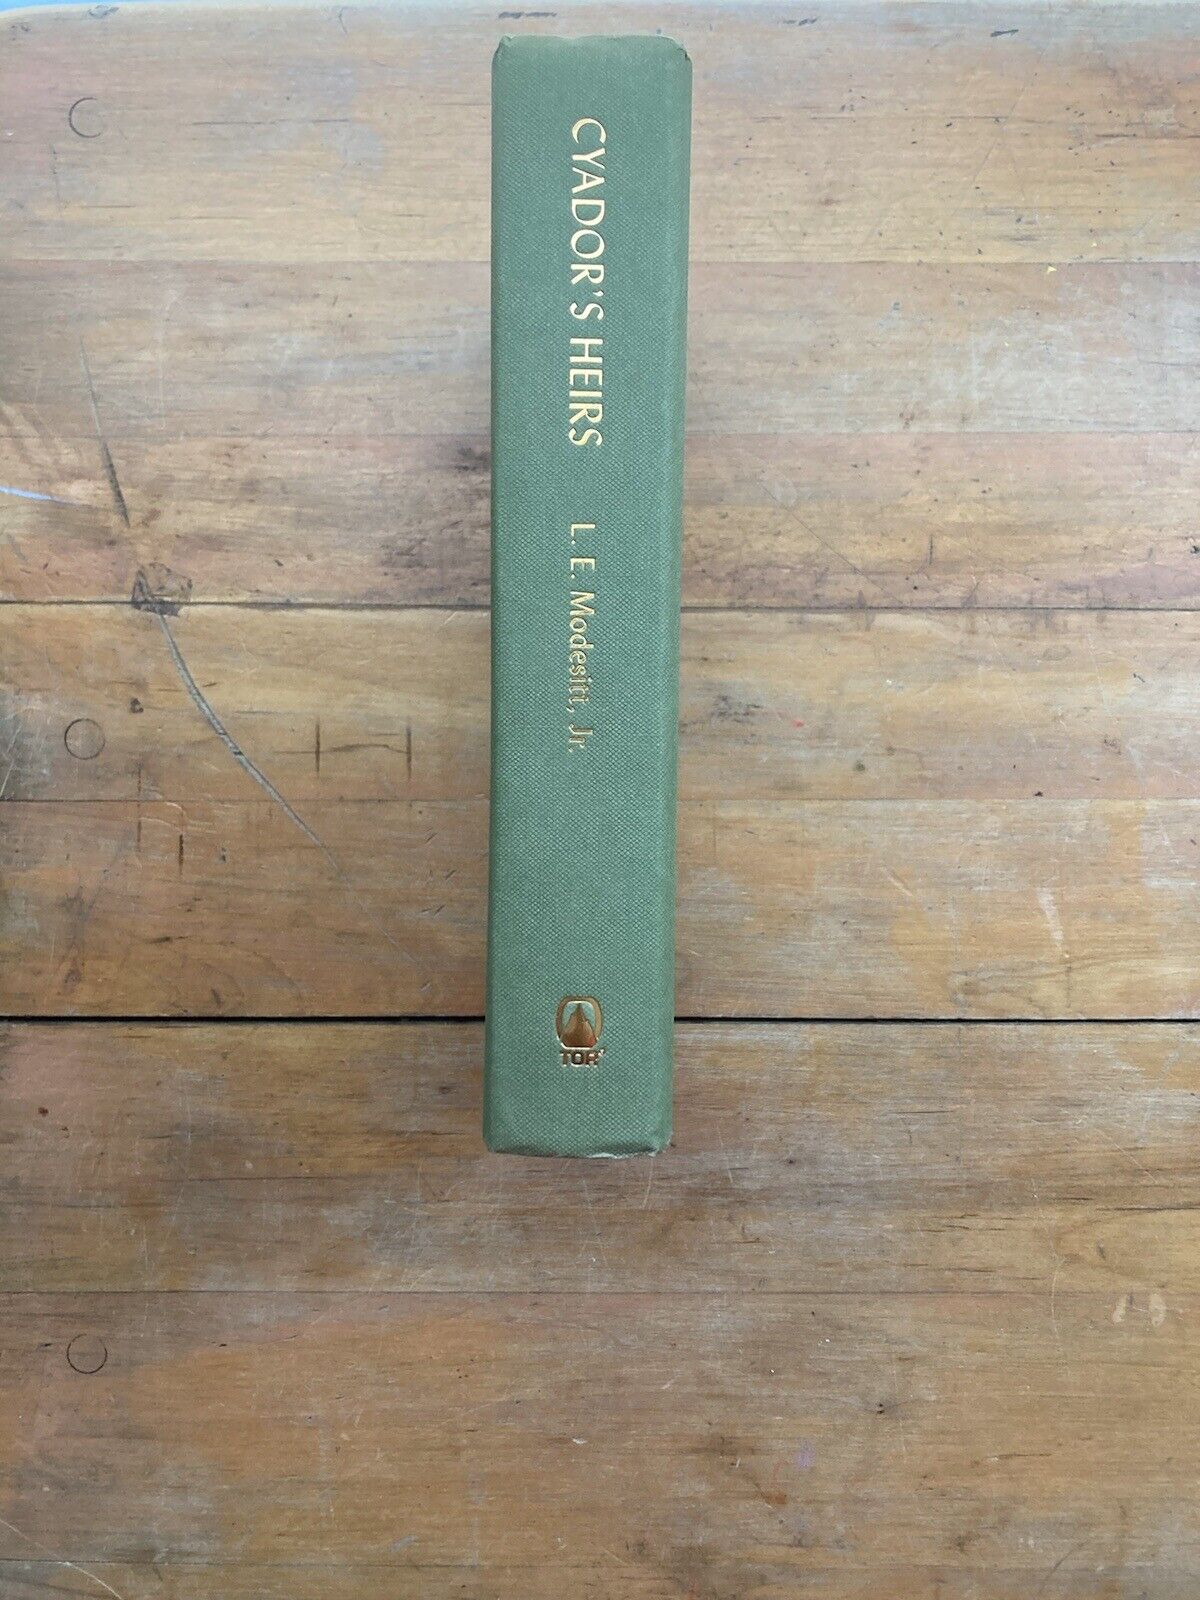 CYADOR'S HEIRS
L. E. Modesitt, Jr.
TOR